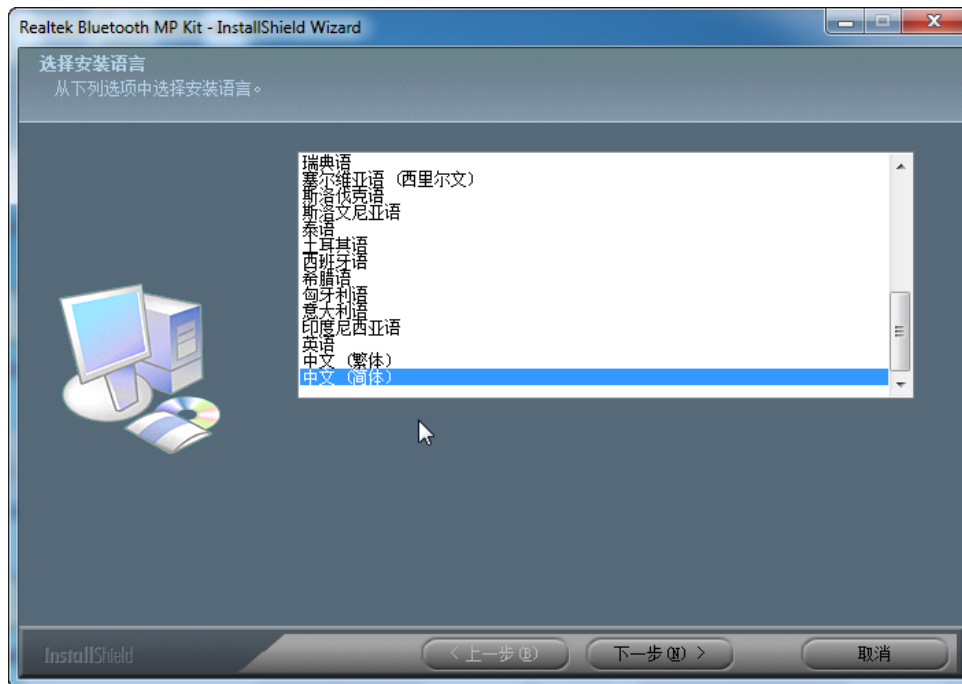 Realtek Bluetooth MP Kit - InstallShield Wizard
选择安装语言
从下列选项中选择安装语言。
瑞典语
塞尔维亚语 (西里尔文)
斯洛伐克语
斯洛文尼亚语
泰语
土耳其语
西班牙语
希腊语
匈牙利语
意大利语
印度尼西亚语
英语
中文 (繁体)
中文 (简体)
InstallShield
< 上一步(B)
下一步(N) >
取消